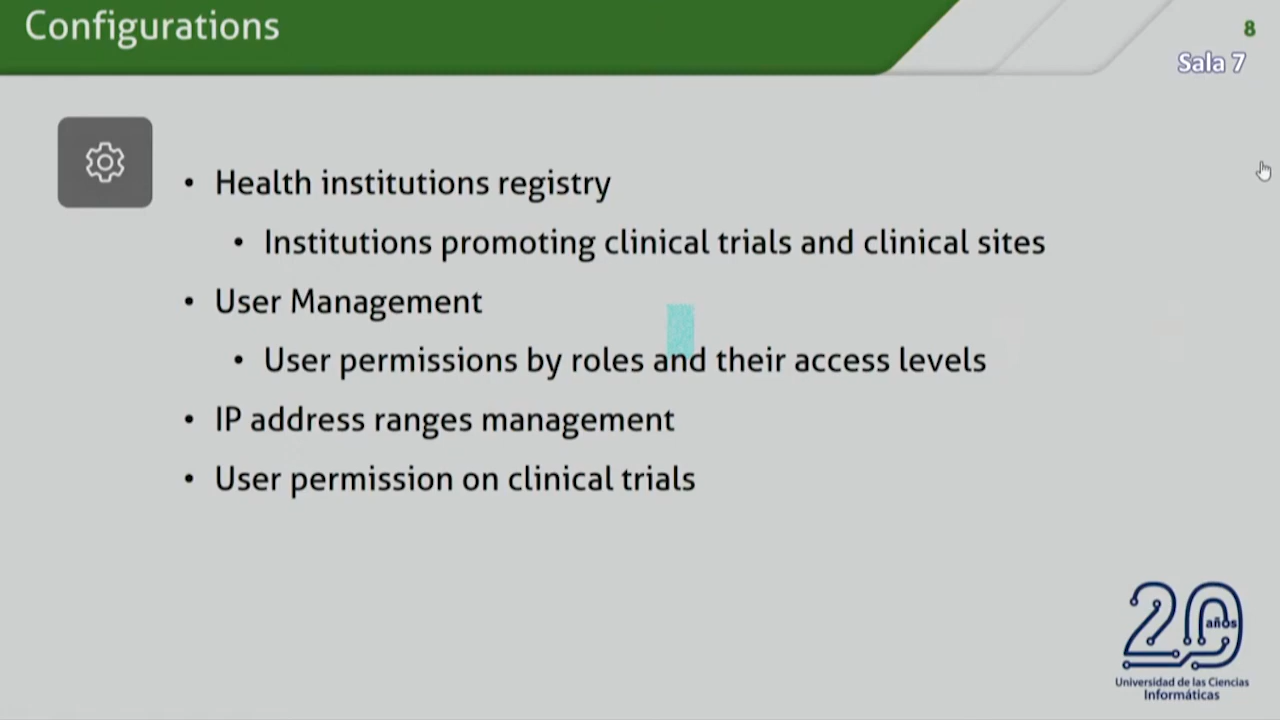 Configurations
8
Sala 7
• Health institutions registry
• Institutions promoting clinical trials and clinical sites
• User Management
• User permissions by roles and their access levels
• IP address ranges management
• User permission on clinical trials
20
años
Universidad de las Ciencias
Informáticas